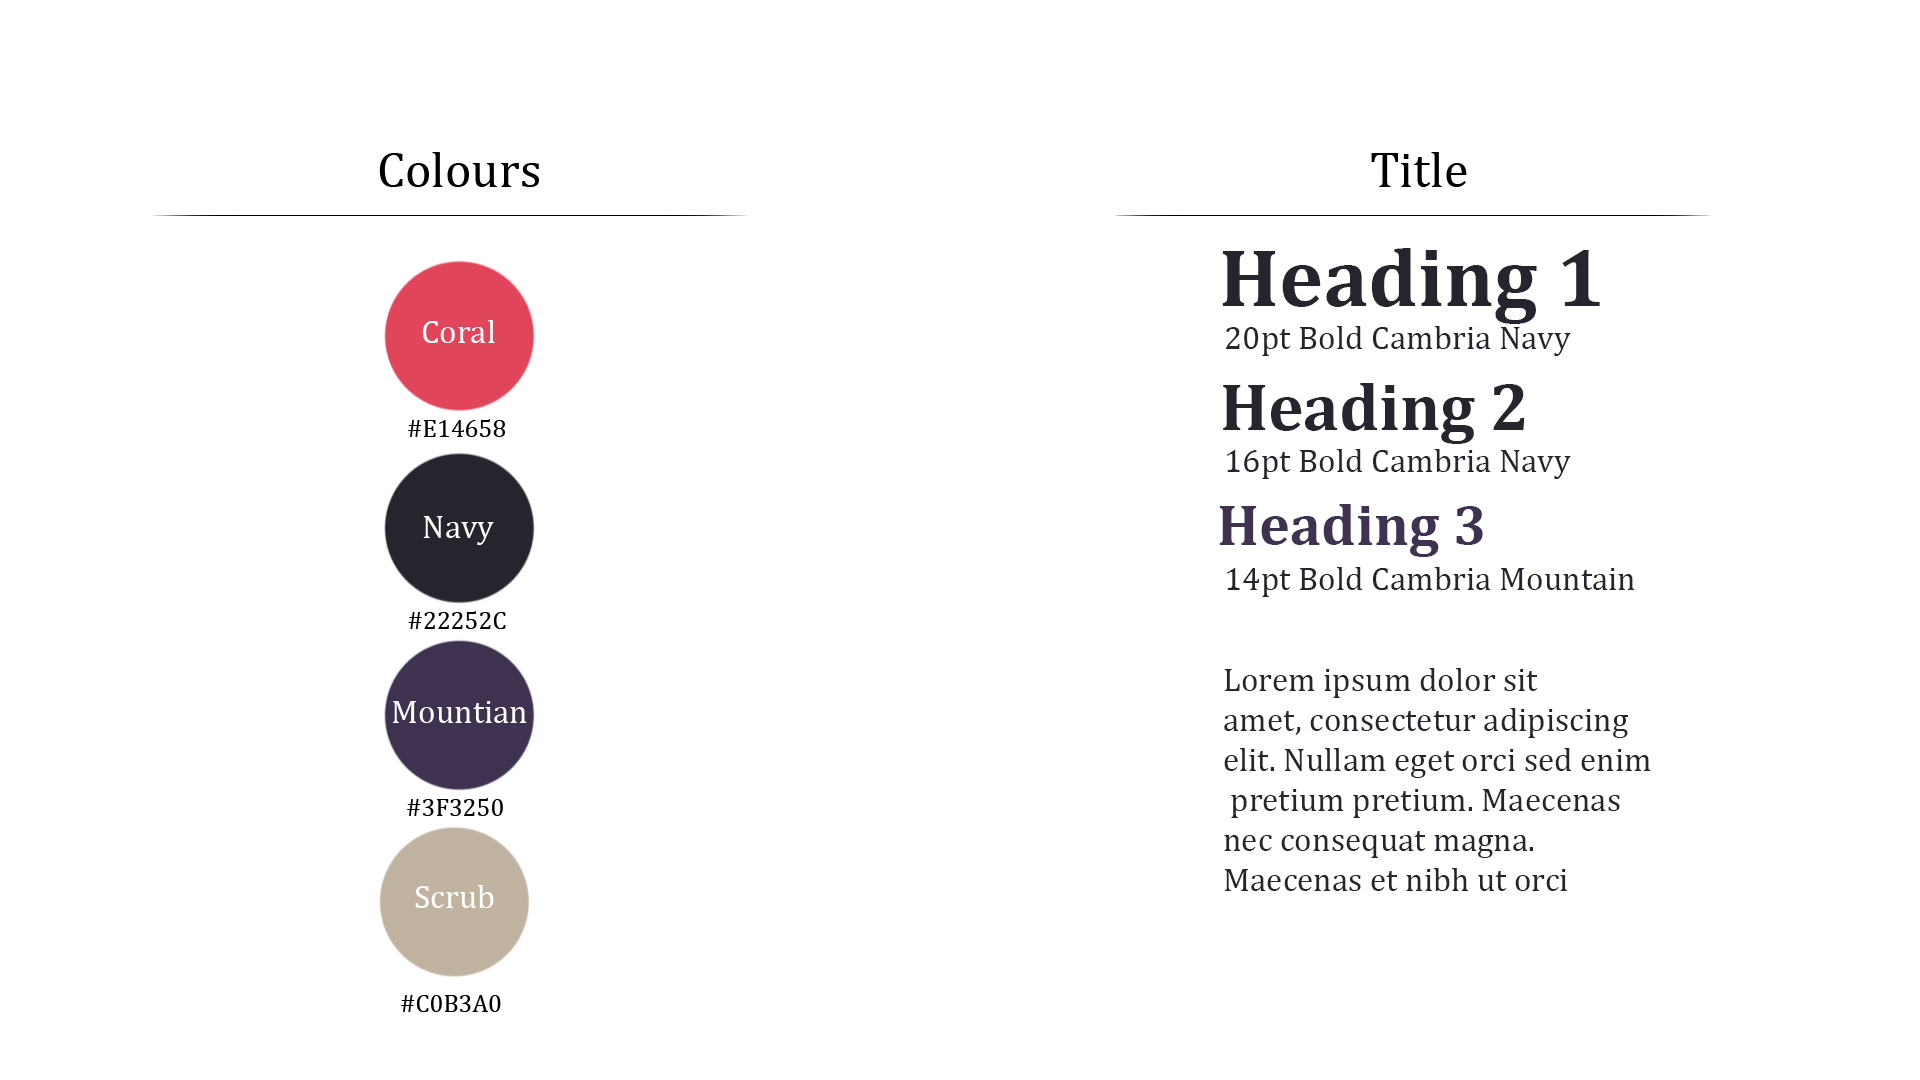 Colours
Coral
#E14658
Navy
#22252C
Mountian
#3F3250
Scrub
#C0B3A0
Title
Heading 1
20pt Bold Cambria Navy
Heading 2
16pt Bold Cambria Navy
Heading 3
14pt Bold Cambria Mountain
Lorem ipsum dolor sit
amet, consectetur adipiscing
elit. Nullam eget orci sed enim
pretium pretium. Maecenas
nec consequat magna.
Maecenas et nibh ut orci